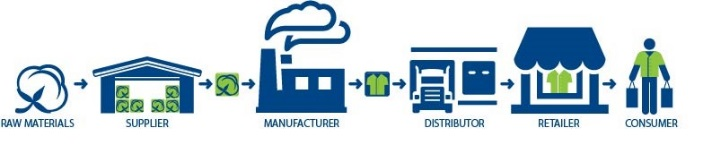 RAW MATERIALS
SUPPLIER
MANUFACTURER
DISTRIBUTOR
RETAILER
CONSUMER